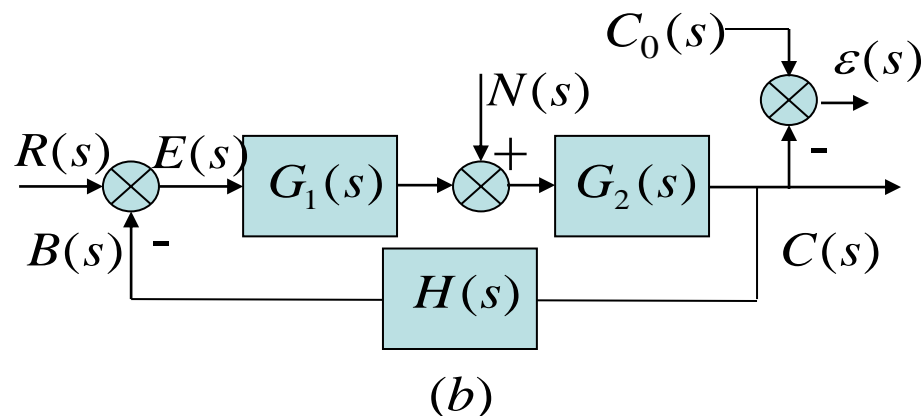 C₀(s)
ε(s)
N(s)
+
R(s)
E(s)
G₁(s)
G₂(s)
-
B(s)
-
H(s)
C(s)
(b)